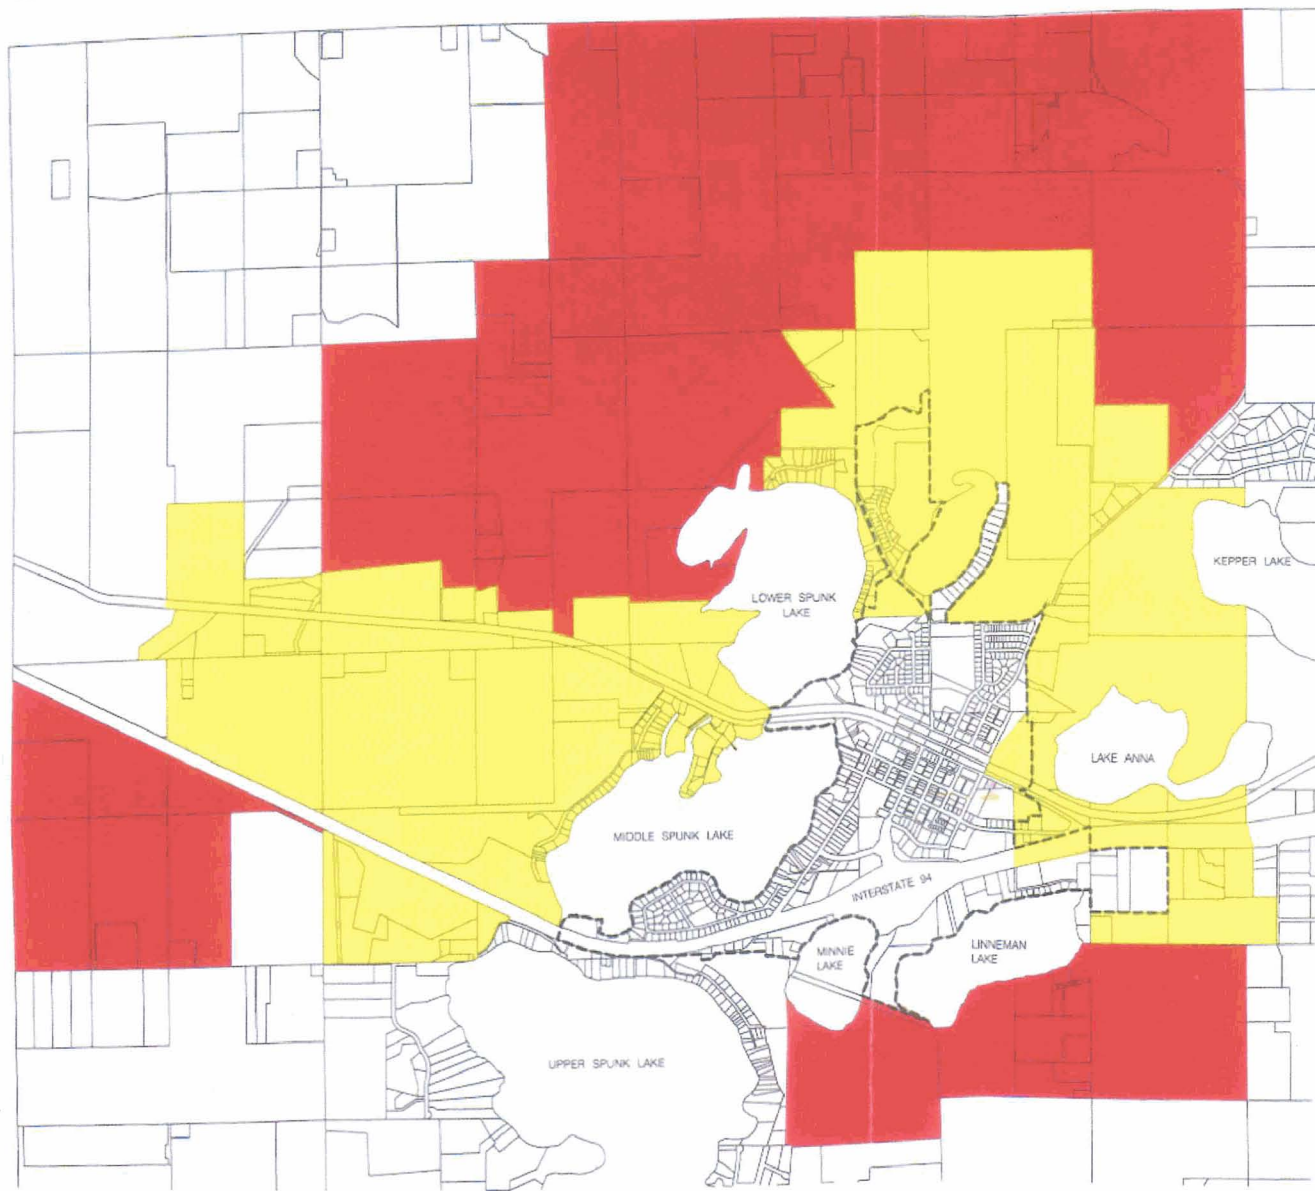 KEPPER LAKE
LOWER SPUNK
LAKE
LAKE ANNA
MIDDLE SPUNK LAKE
INTERSTATE 94
MINNIE
LAKE
LINNEMAN
LAKE
UPPER SPUNK LAKE